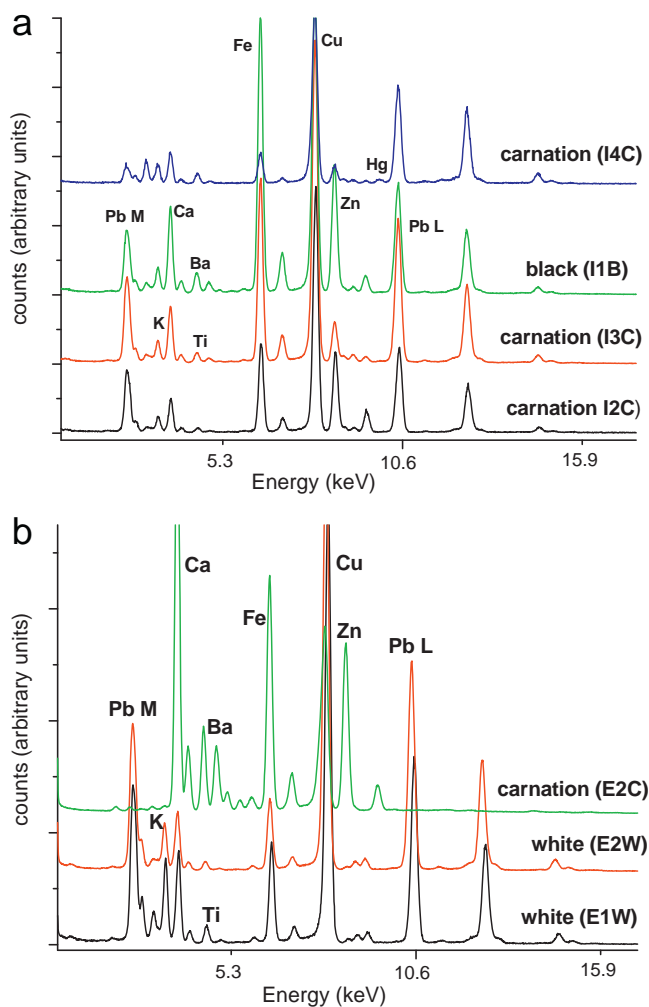 a
Fe
Cu
Hg
carnation (I4C)
Pb M
Ca
Zn
Pb L
Ba
black (I1B)
K
Ti
carnation (I3C)
carnation I2C)
counts (arbitrary units)
5.3
10.6
15.9
Energy (keV)
b
Ca
Cu
Fe
Zn
Pb L
Pb M
Ba
carnation (E2C)
K
white (E2W)
Ti
white (E1W)
counts (arbitrary units)
5.3
10.6
15.9
Energy (keV)